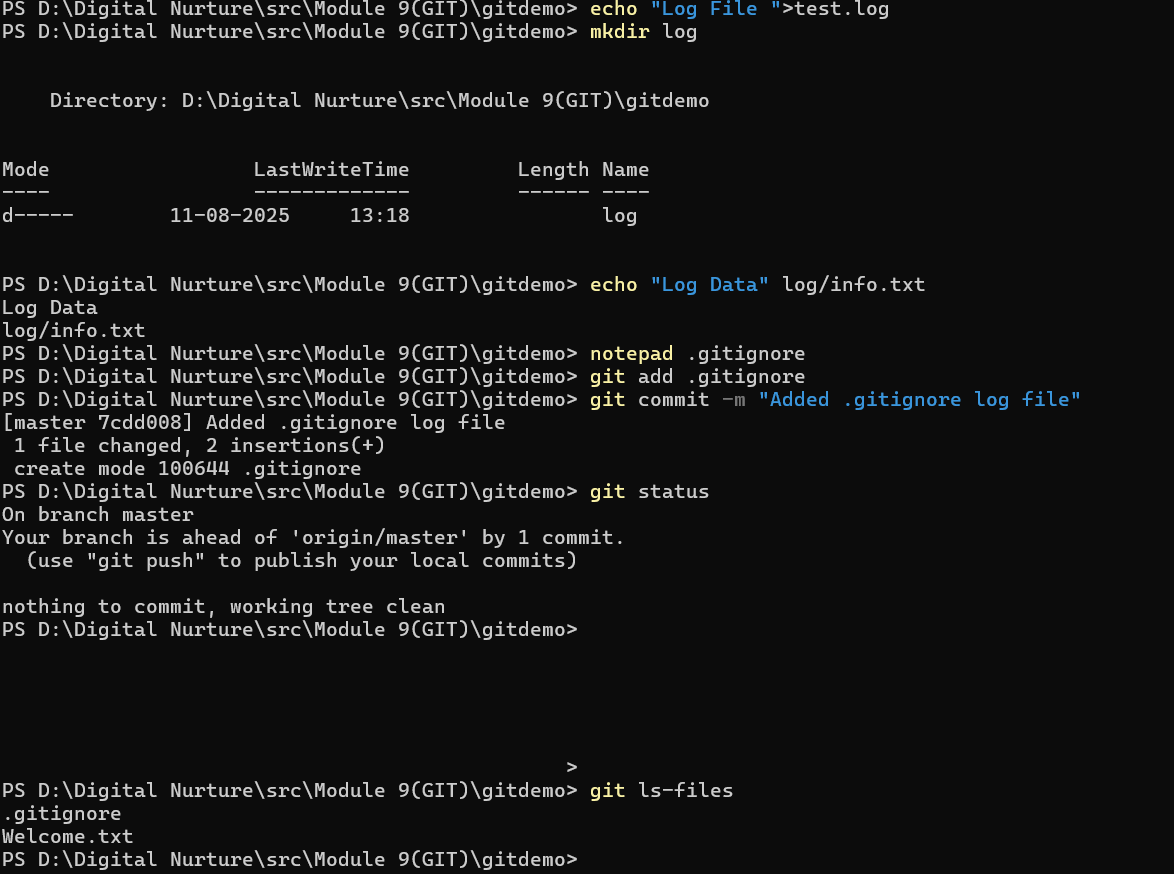 PS D:\Digital Nurture\src\Module 9(GIT)\gitdemo> echo "Log File ">test.log
PS D:\Digital Nurture\src\Module 9(GIT)\gitdemo> mkdir log
    Directory: D:\Digital Nurture\src\Module 9(GIT)\gitdemo
Mode                 LastWriteTime         Length Name
----                 -------------         ------ ----
d-----        11-08-2025     13:18                log
PS D:\Digital Nurture\src\Module 9(GIT)\gitdemo> echo "Log Data" log/info.txt
Log Data
log/info.txt
PS D:\Digital Nurture\src\Module 9(GIT)\gitdemo> notepad .gitignore
PS D:\Digital Nurture\src\Module 9(GIT)\gitdemo> git add .gitignore
PS D:\Digital Nurture\src\Module 9(GIT)\gitdemo> git commit -m "Added .gitignore log file"
[master 7cdd008] Added .gitignore log file
 1 file changed, 2 insertions(+)
 create mode 100644 .gitignore
PS D:\Digital Nurture\src\Module 9(GIT)\gitdemo> git status
On branch master
Your branch is ahead of 'origin/master' by 1 commit.
  (use "git push" to publish your local commits)
nothing to commit, working tree clean
PS D:\Digital Nurture\src\Module 9(GIT)\gitdemo>
>
PS D:\Digital Nurture\src\Module 9(GIT)\gitdemo> git ls-files
.gitignore
Welcome.txt
PS D:\Digital Nurture\src\Module 9(GIT)\gitdemo>